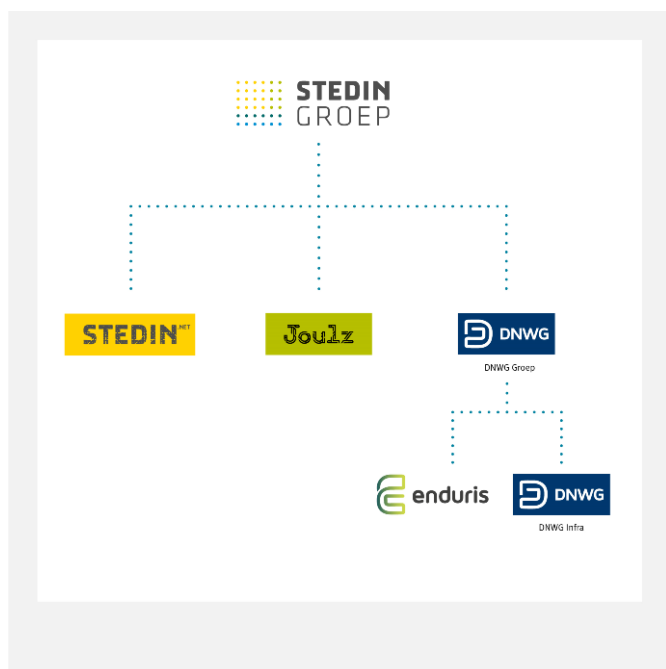 STEDIN
GROEP
STEDIN.NET
Joulz
DNWG
DNWG Groep
enduris
DNWG
DNWG Infra